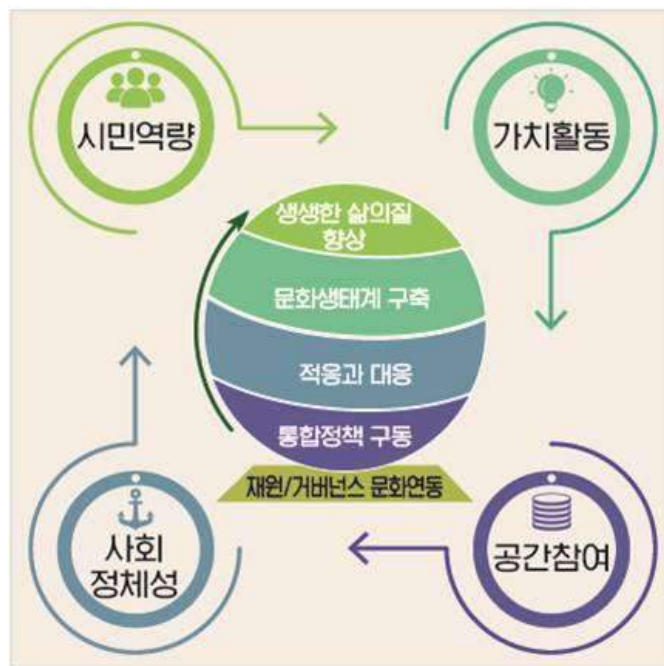 시민역량
가치활동
생생한 삶의질
향상
문화생태계 구축
적응과 대응
통합정책 구동
재원/거버넌스 문화연동
사회
정체성
공간참여